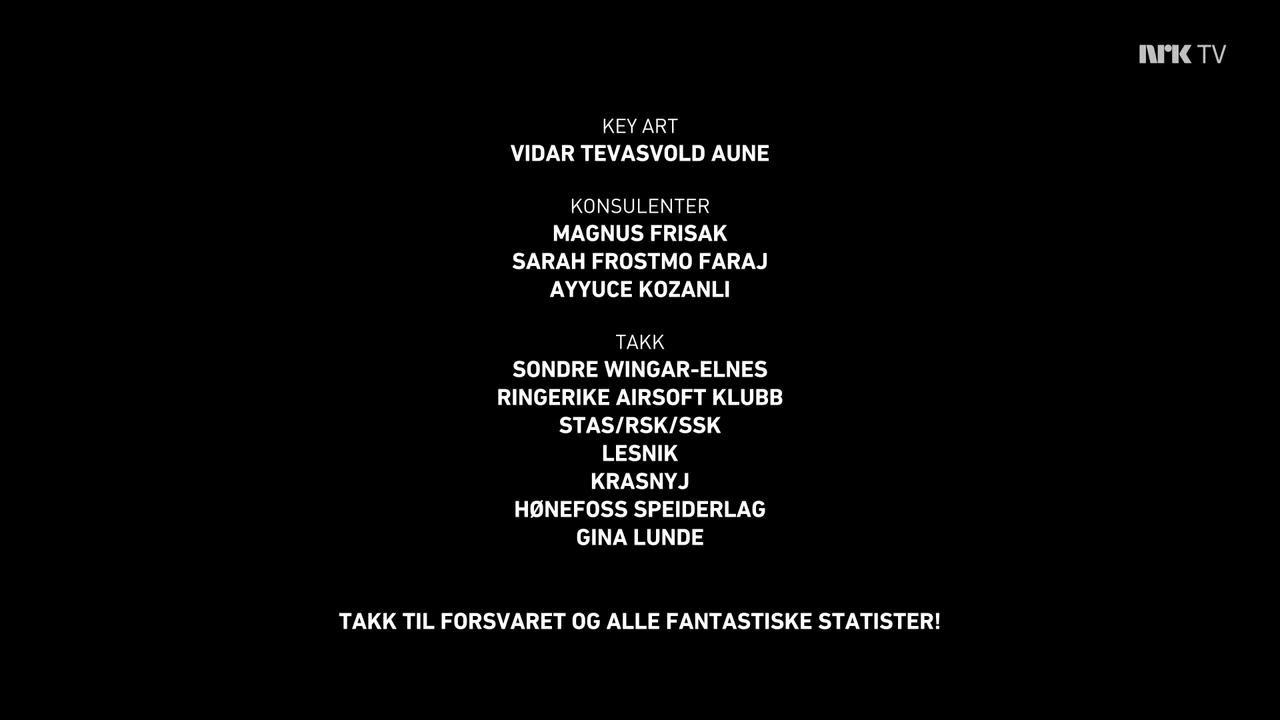 NRK TV
KEY ART
VIDAR TEVASVOLD AUNE
KONSULENTER
MAGNUS FRISAK
SARAH FROSTMO FARAJ
AYYUCE KOZANLI
TAKK
SONDRE WINGAR-ELNES
RINGERIKE AIRSOFT KLUBB
STAS/RSK/SSK
LESNIK
KRASNYJ
HØNEFOSS SPEIDERLAG
GINA LUNDE
TAKK TIL FORSVARET OG ALLE FANTASTISKE STATISTER!